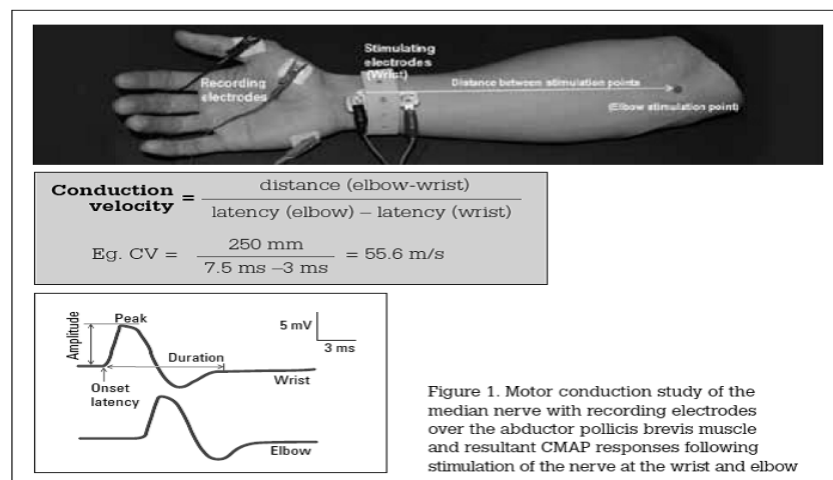 Stimulating
electrodes
(Wrist)
Recording
electrodes
Distance between stimulation points
(Elbow stimulation point)
Conduction velocity = distance (elbow-wrist)
latency (elbow) – latency (wrist)
Eg. CV = 250 mm
7.5 ms –3 ms = 55.6 m/s
Peak
Amplitude
5 mV
3 ms
Duration
Onset
latency
Wrist
Elbow
Figure 1. Motor conduction study of the
median nerve with recording electrodes
over the abductor pollicis brevis muscle
and resultant CMAP responses following
stimulation of the nerve at the wrist and elbow